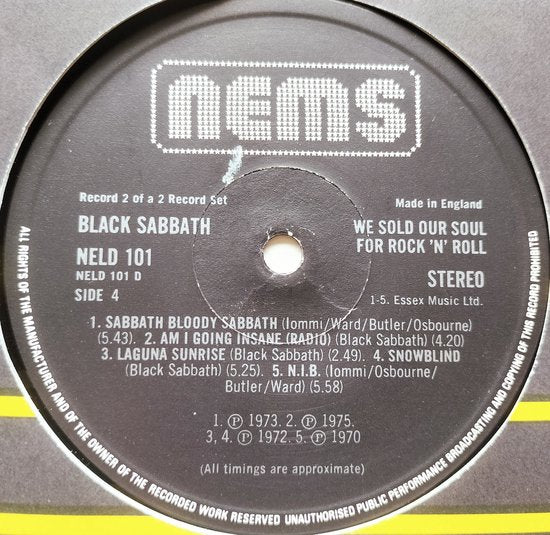 nems
Record 2 of a 2 Record Set
Made in England
BLACK SABBATH
WE SOLD OUR SOUL
FOR ROCK 'N' ROLL
NELD 101
NELD 101 D
STEREO
SIDE 4
1-5. Essex Music Ltd.
1. SABBATH BLOODY SABBATH (Iommi/Ward/Butler/Osbourne)
(5.43). 2. AM I GOING INSANE (RADIO) (Black Sabbath) (4.20)
3. LAGUNA SUNRISE (Black Sabbath) (2.49). 4. SNOWBLIND
(Black Sabbath) (5.25). 5. N.I.B. (Iommi/Osbourne/
Butler/Ward) (5.58)
1. Ⓟ 1973. 2. Ⓟ 1975.
3, 4. Ⓟ 1972. 5. Ⓟ 1970
(All timings are approximate)
ALL RIGHTS OF THE MANUFACTURER AND OF THE OWNER OF THE RECORDED WORK RESERVED UNAUTHORISED PUBLIC PERFORMANCE BROADCASTING AND COPYING OF THIS RECORD PROHIBITED